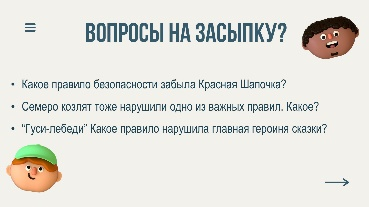 ВОПРОСЫ НА ЗАСЫПКУ?
• Какое правило безопасности забыла Красная Шапочка?
• Семеро козлят тоже нарушили одно из важных правил. Какое?
• "Гуси-лебеди" Какое правило нарушила главная героиня сказки?